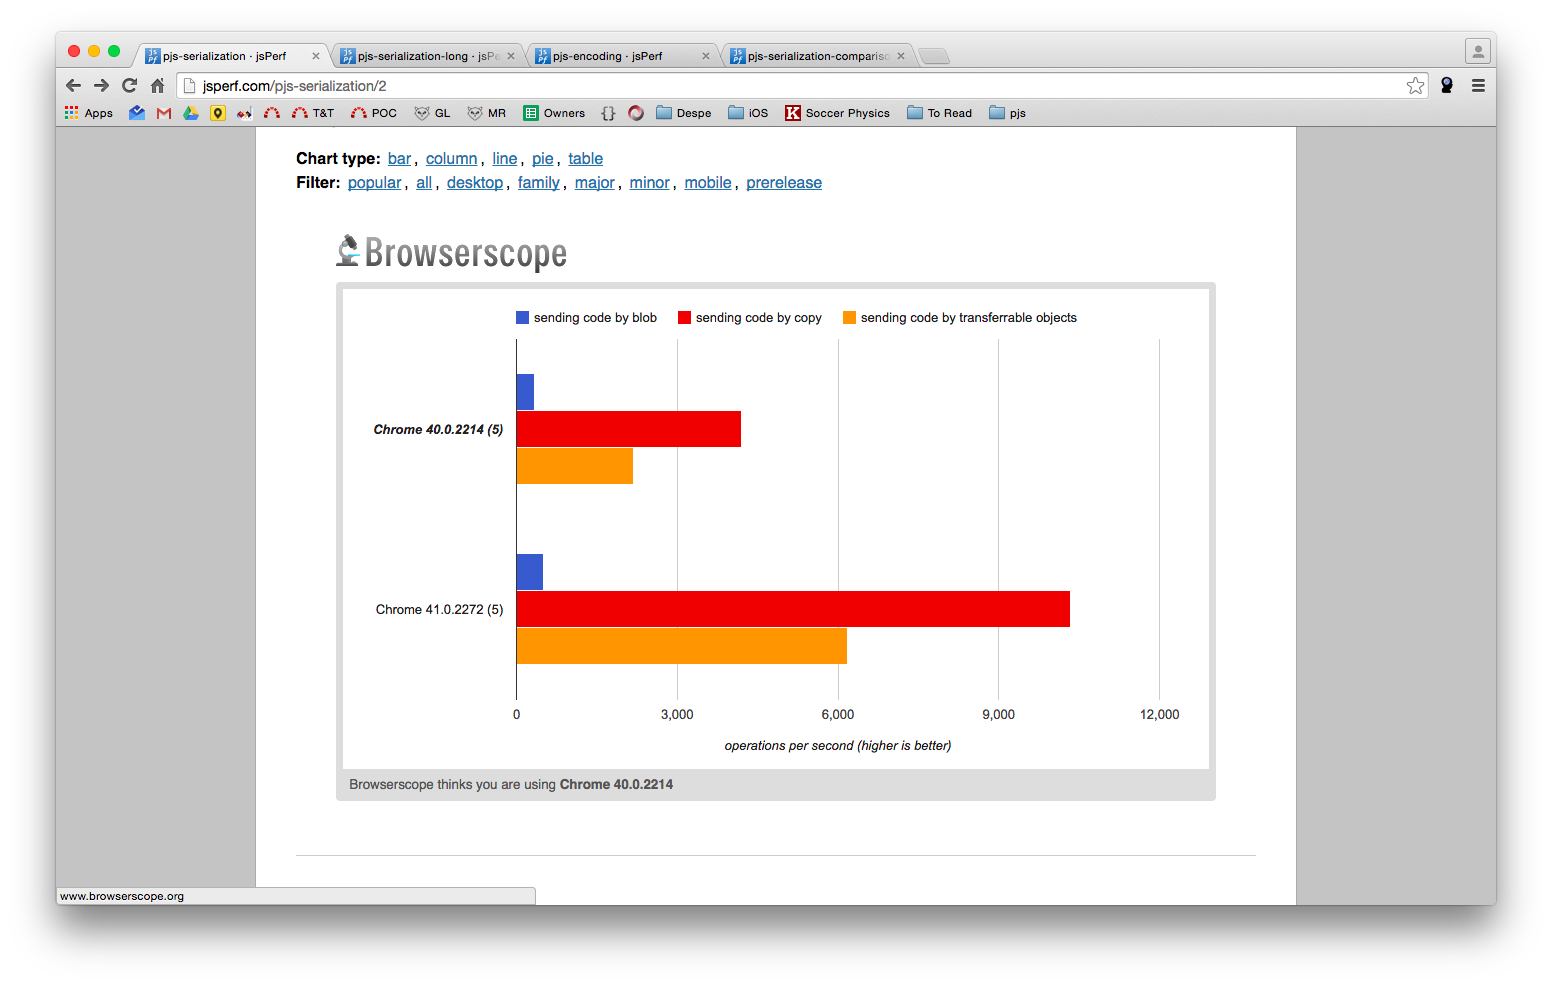 pjs-serialization · jsPerf
pjs-serialization-long · jsPe
pjs-encoding · jsPerf
pjs-serialization-comparisc
jsperf.com/pjs-serialization/2
Apps
T&T
POC
GL
MR
Owners
{}
Despe
iOS
K Soccer Physics
To Read
pjs
Chart type: bar, column, line, pie, table
Filter: popular, all, desktop, family, major, minor, mobile, prerelease
Browserscope
sending code by blob
sending code by copy
sending code by transferrable objects
Chrome 40.0.2214 (5)
Chrome 41.0.2272 (5)
0 3,000 6,000 9,000 12,000
operations per second (higher is better)
Browserscope thinks you are using Chrome 40.0.2214
www.browserscope.org